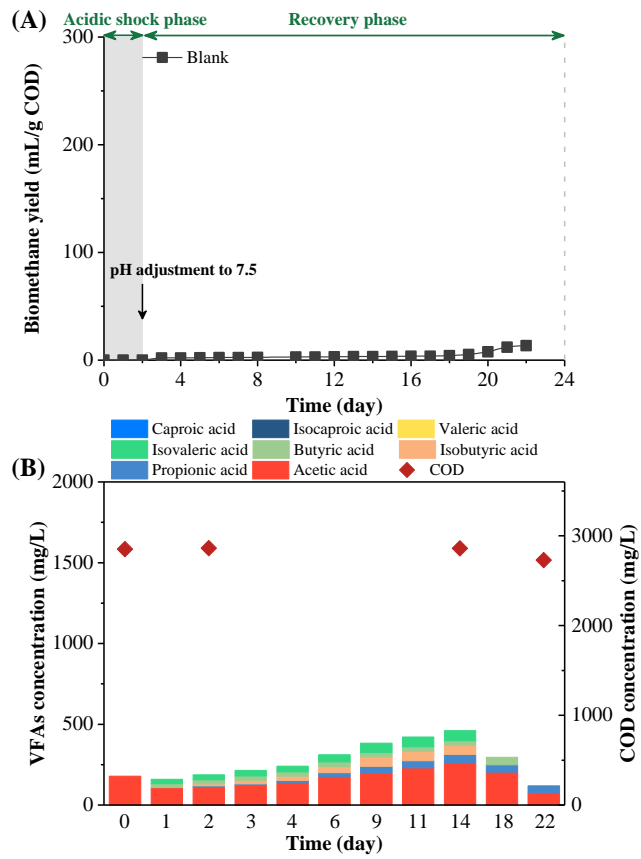 (A)
Acidic shock phase Recovery phase
Blank
pH adjustment to 7.5
Biomethane yield (mL/g COD)
300
200
100
0
0 4 8 12 16 20 24
Time (day)
Caproic acid Isocaproic acid Valeric acid
Isovaleric acid Butyric acid Isobutyric acid
Propionic acid Acetic acid COD
(B)
VFAs concentration (mg/L)
2000
1500
1000
500
0
COD concentration (mg/L)
3000
2000
1000
0
0 1 2 3 4 6 9 11 14 18 22
Time (day)